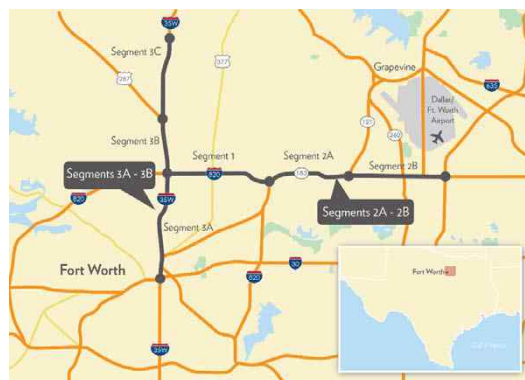 35W
Segment 3C
377
287
Grapevine
635
Dallas/
Ft. Worth
Airport
121
360
Segment 3B
Segment 1
Segment 2A
Segment 2B
820
183
Segments 3A - 3B
820
35W
Segments 2A - 2B
Segment 3A
Fort Worth
30
820
35W
Fort Worth